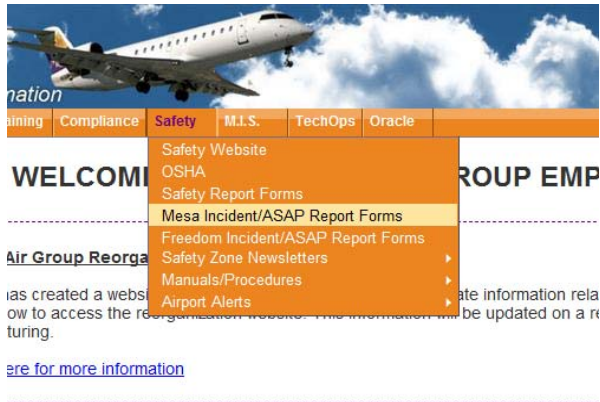 mation
aining Compliance Safety M.I.S. TechOps Oracle
Safety Website
OSHA
Safety Report Forms
Mesa Incident/ASAP Report Forms
Freedom Incident/ASAP Report Forms
Safety Zone Newsletters
Manuals/Procedures
Airport Alerts
WELCOM ROUP EMP
Air Group Reorga
has created a websi ate information rela
ow to access the reorganization website. This information will be updated on a re
turing.
ere for more information